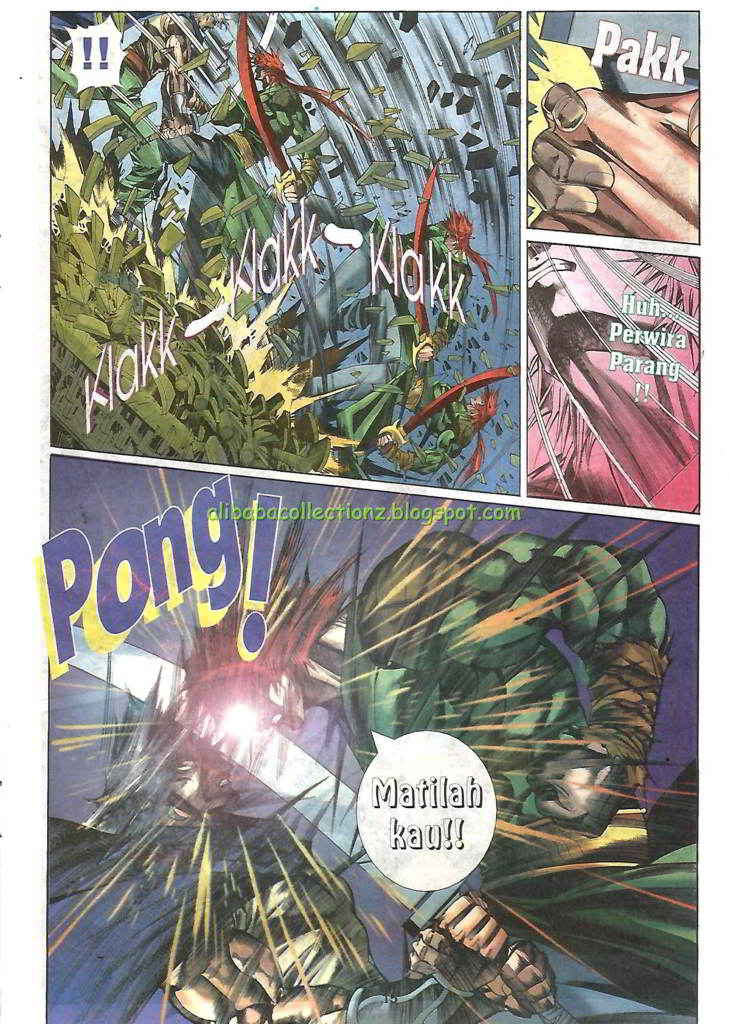 !!
Klakk - Klakk - Klakk
Pakk
Huh...
Perwira
Parang
!!
alibabacollectionz.blogspot.com
Pong!
Matilah
kau!!